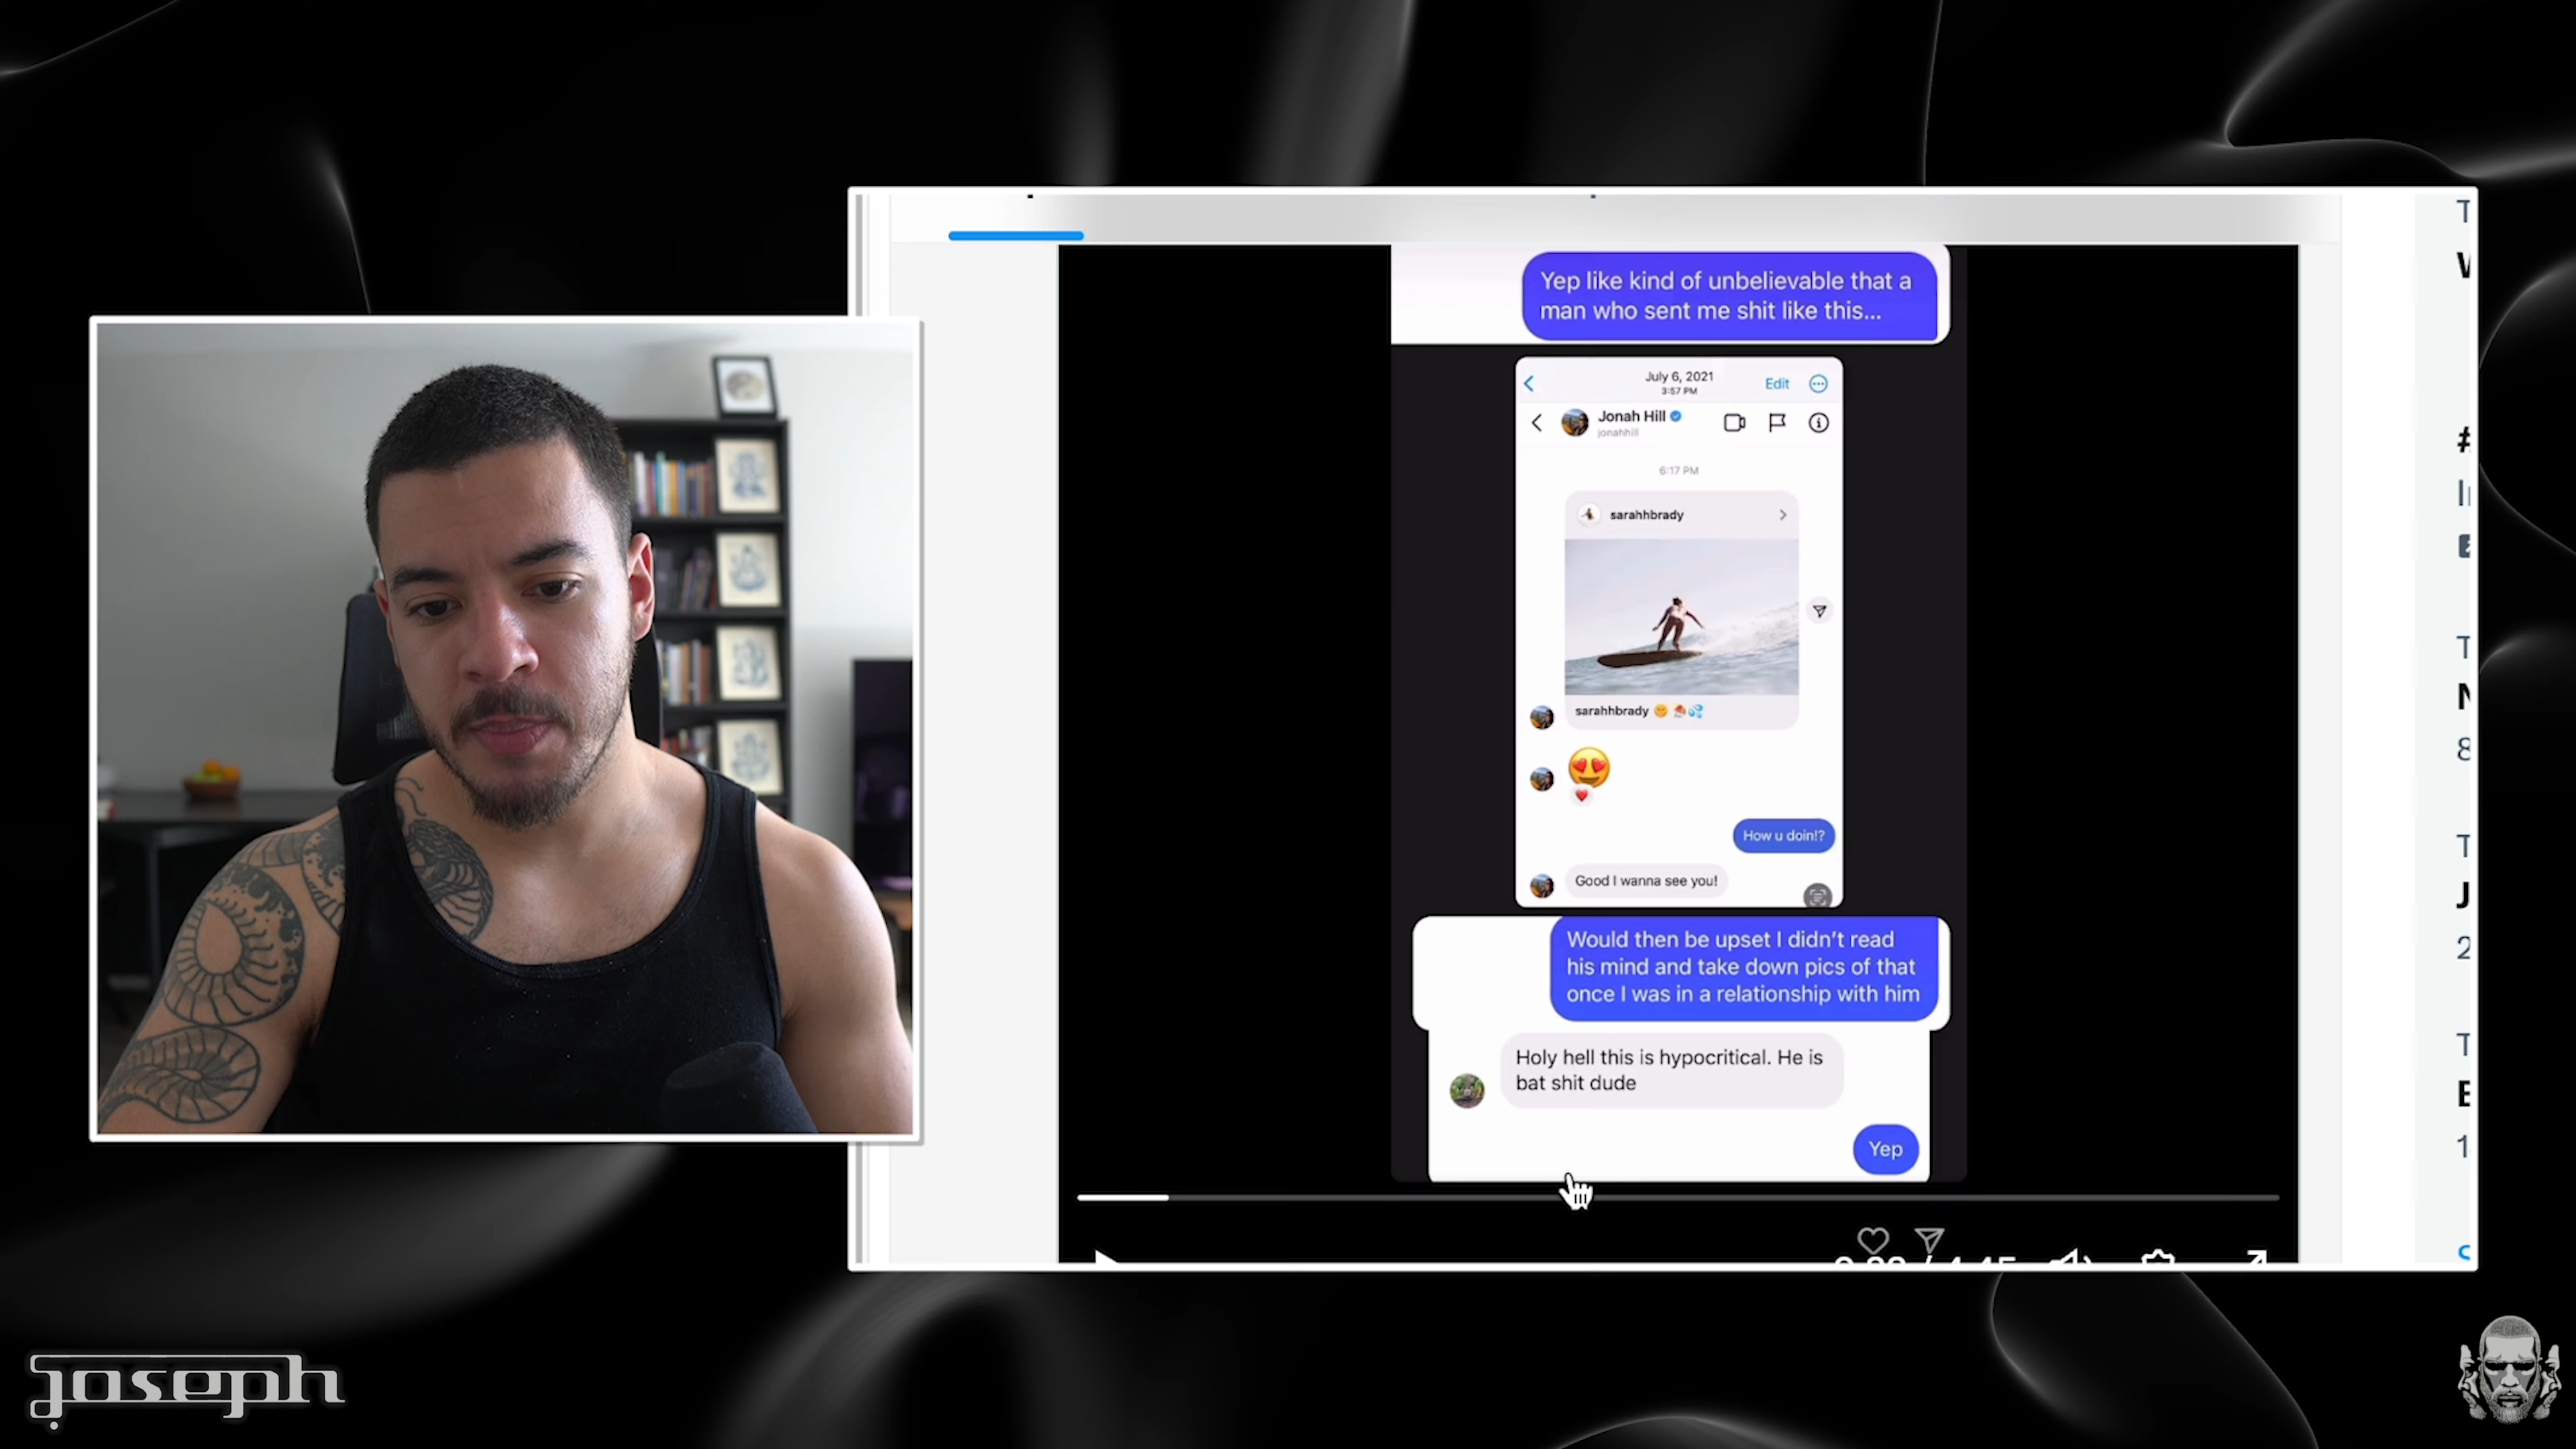 Yep like kind of unbelievable that a
man who sent me shit like this...
July 6, 2021
3:57 PM
Edit
Jonah Hill
jonahhill
6:17 PM
sarahhbrady
sarahhbrady 😁 🪸💦
😍
❤️
How u doin!?
Good I wanna see you!
Would then be upset I didn't read
his mind and take down pics of that
once I was in a relationship with him
Holy hell this is hypocritical. He is
bat shit dude
Yep
joseph